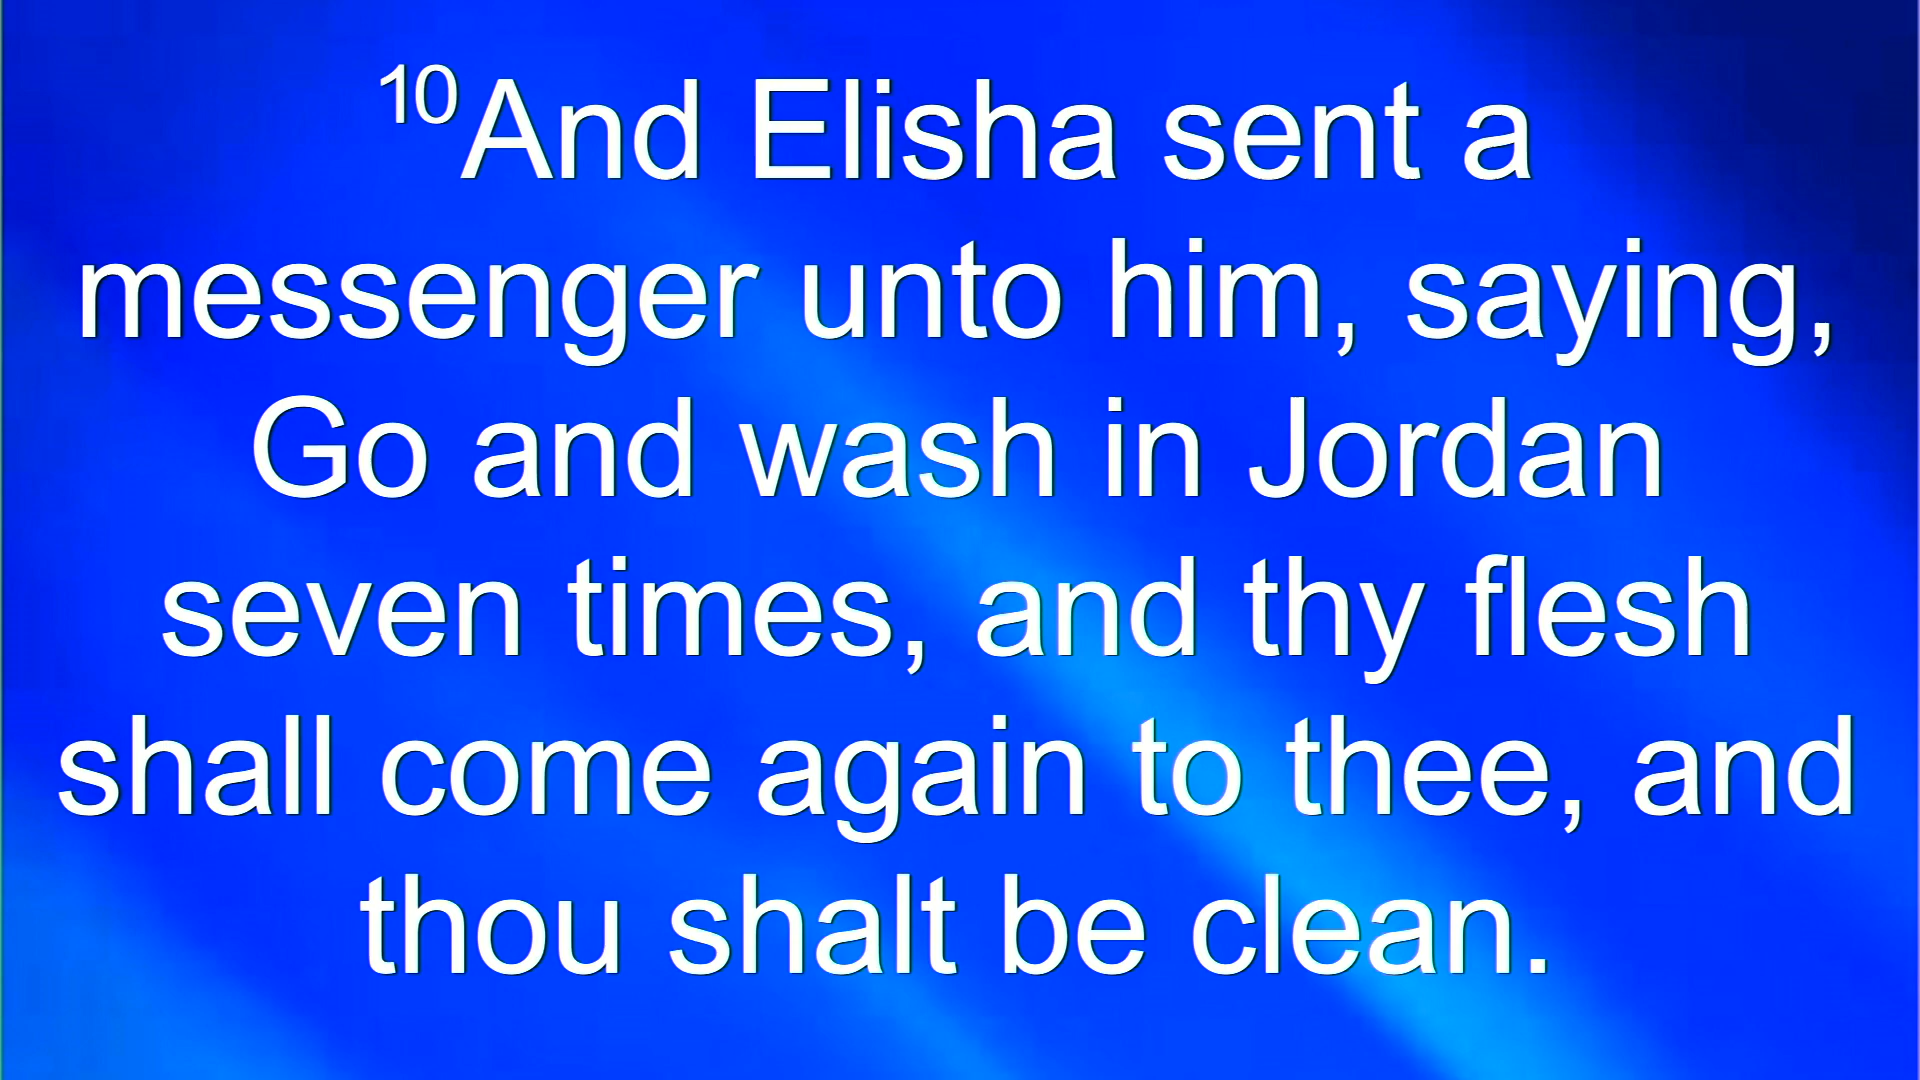 10And Elisha sent a
messenger unto him, saying,
Go and wash in Jordan
seven times, and thy flesh
shall come again to thee, and
thou shalt be clean.